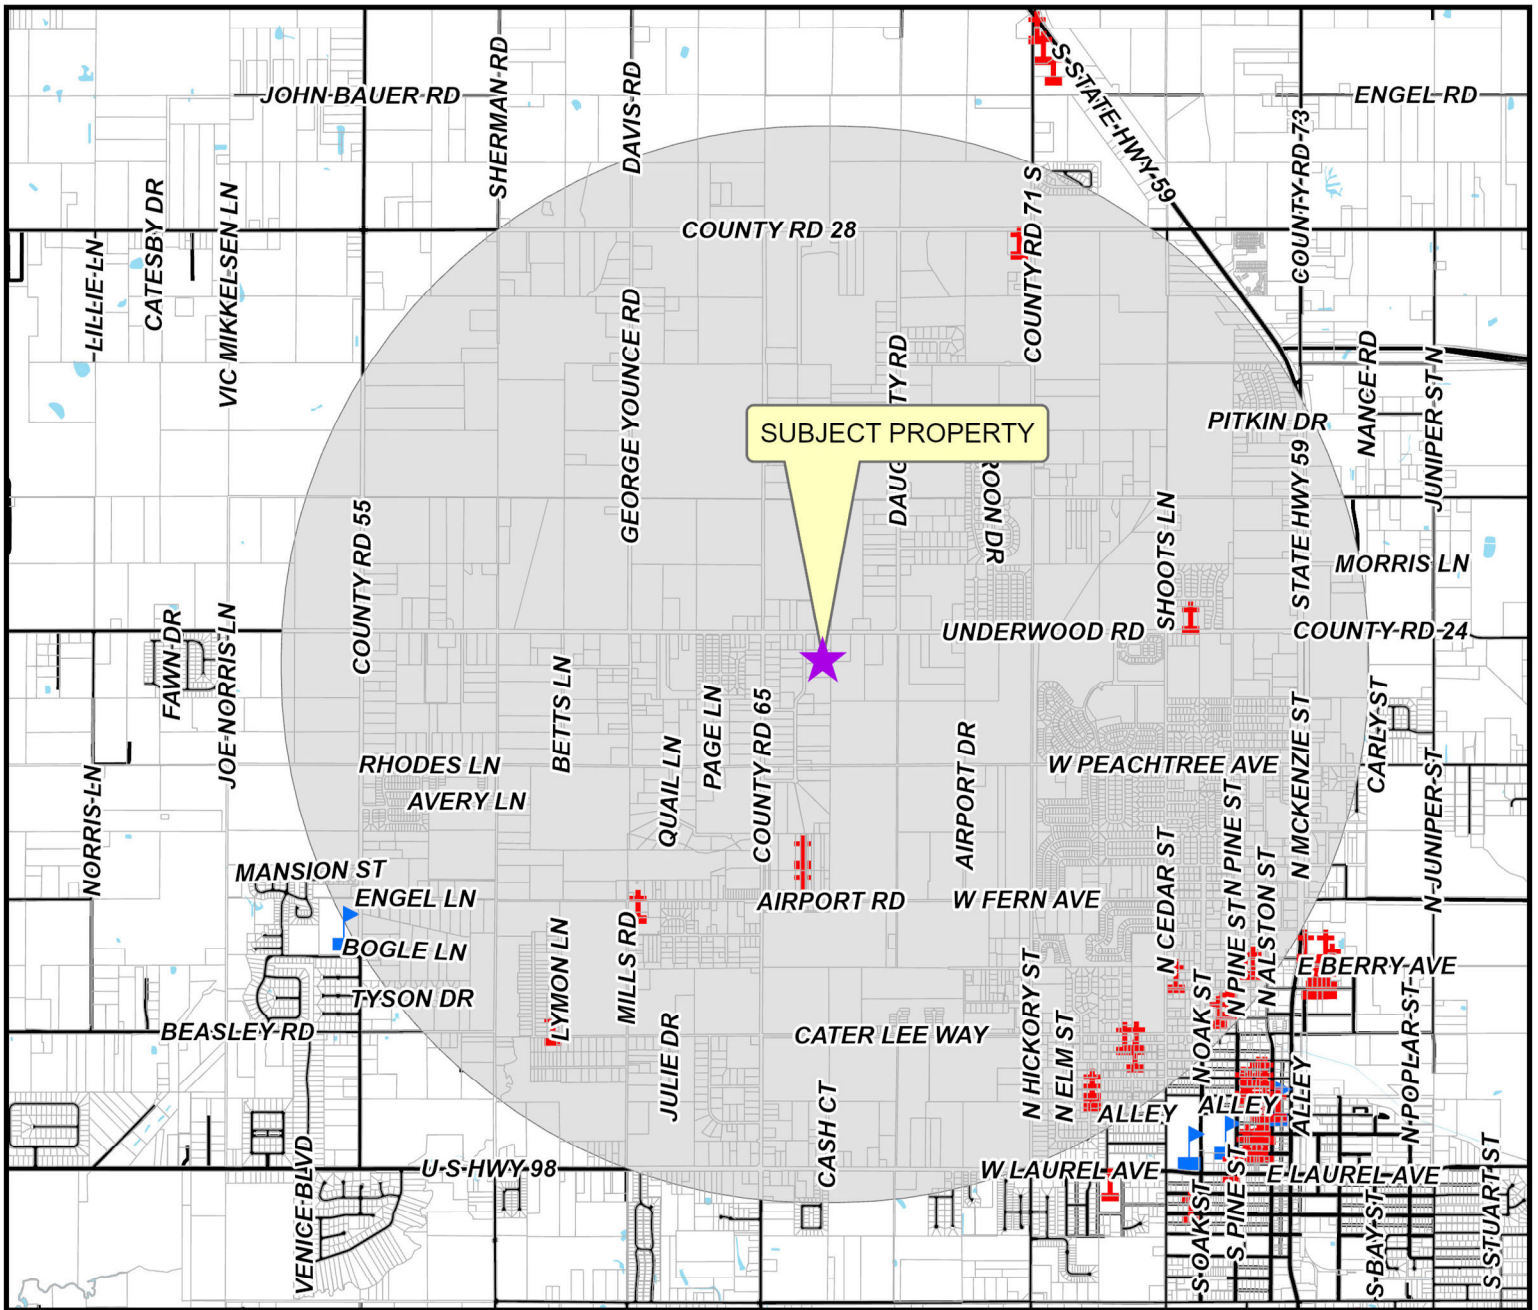 JOHN BAUER RD
SHERMAN RD
DAVIS RD
S STATE HWY 59
ENGEL RD
COUNTY RD 73
LILLIE LN
CATESBY DR
VIC MIKKELSEN LN
COUNTY RD 28
COUNTY RD 71 S
GEORGE YOUNCE RD
NANCE RD
JUNIPER ST N
PITKIN DR
SUBJECT PROPERTY
STATE HWY 59
COUNTY RD 55
SHOOTS LN
MORRIS LN
FAWN DR
JOE NORRIS LN
UNDERWOOD RD
COUNTY RD 24
BETTS LN
PAGE LN
COUNTY RD 65
QUAIL LN
AIRPORT DR
N MCKENZIE ST
CARLY ST
RHODES LN
W PEACHTREE AVE
AVERY LN
NORRIS LN
N JUNIPER ST
N PINE ST
N CEDAR ST
N ALSTON ST
MANSION ST
ENGEL LN
AIRPORT RD
W FERN AVE
BOGLE LN
LYMON LN
MILLS RD
N HICKORY ST
N PINE ST
E BERRY AVE
TYSON DR
BEASLEY RD
CATER LEE WAY
N OAK ST
N POPLAR ST
JULIE DR
N ELM ST
CASH CT
ALLEY
ALLEY
ALLEY
U S HWY 98
W LAUREL AVE
E LAUREL AVE
VENICE BLVD
S OAK ST
S PINE ST
S BAY ST
S STUART ST